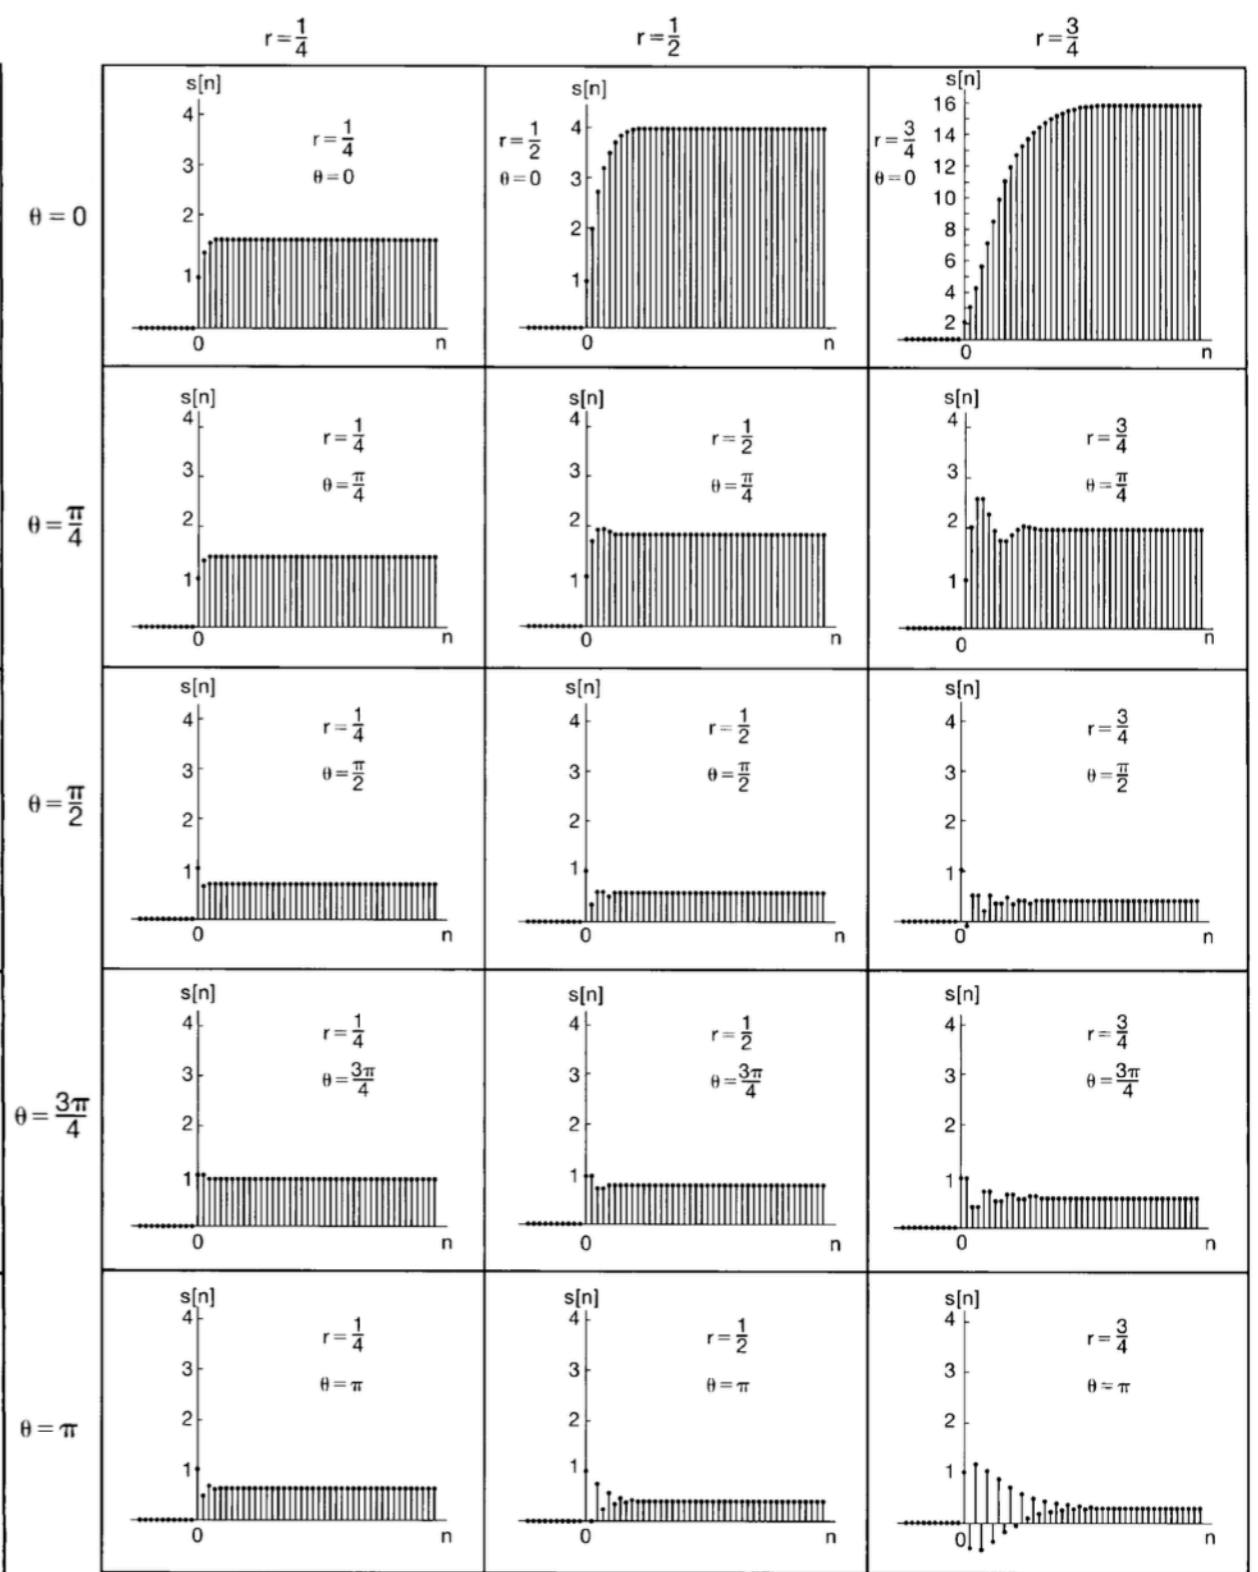 r = 1/4 r = 1/2 r = 3/4
θ = 0
s[n]
4
3
2
1
0
n
r = 1/4
θ = 0
s[n]
4
3
2
1
0
n
r = 1/2
θ = 0
s[n]
16
14
12
10
8
6
4
2
0
n
r = 3/4
θ = 0
θ = π/4
s[n]
4
3
2
1
0
n
r = 1/4
θ = π/4
s[n]
4
3
2
1
0
n
r = 1/2
θ = π/4
s[n]
4
3
2
1
0
n
r = 3/4
θ = π/4
θ = π/2
s[n]
4
3
2
1
0
n
r = 1/4
θ = π/2
s[n]
4
3
2
1
0
n
r = 1/2
θ = π/2
s[n]
4
3
2
1
0
n
r = 3/4
θ = π/2
θ = 3π/4
s[n]
4
3
2
1
0
n
r = 1/4
θ = 3π/4
s[n]
4
3
2
1
0
n
r = 1/2
θ = 3π/4
s[n]
4
3
2
1
0
n
r = 3/4
θ = 3π/4
θ = π
s[n]
4
3
2
1
0
n
r = 1/4
θ = π
s[n]
4
3
2
1
0
n
r = 1/2
θ = π
s[n]
4
3
2
1
0
n
r = 3/4
θ = π